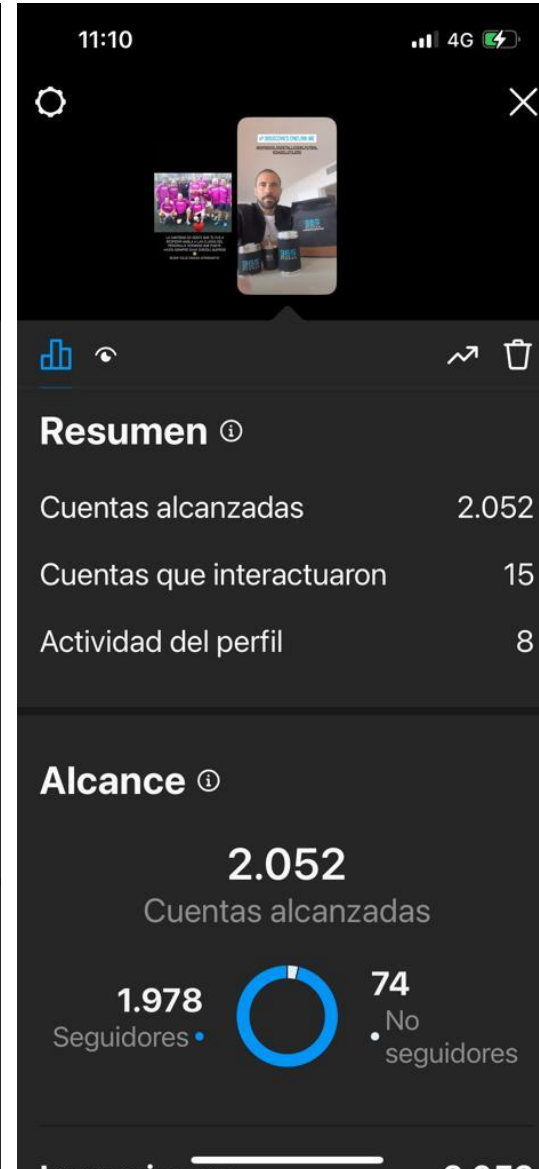 11:10
4G
Resumen
Cuentas alcanzadas 2.052
Cuentas que interactuaron 15
Actividad del perfil 8
Alcance
2.052
Cuentas alcanzadas
1.978
Seguidores
74
No
seguidores